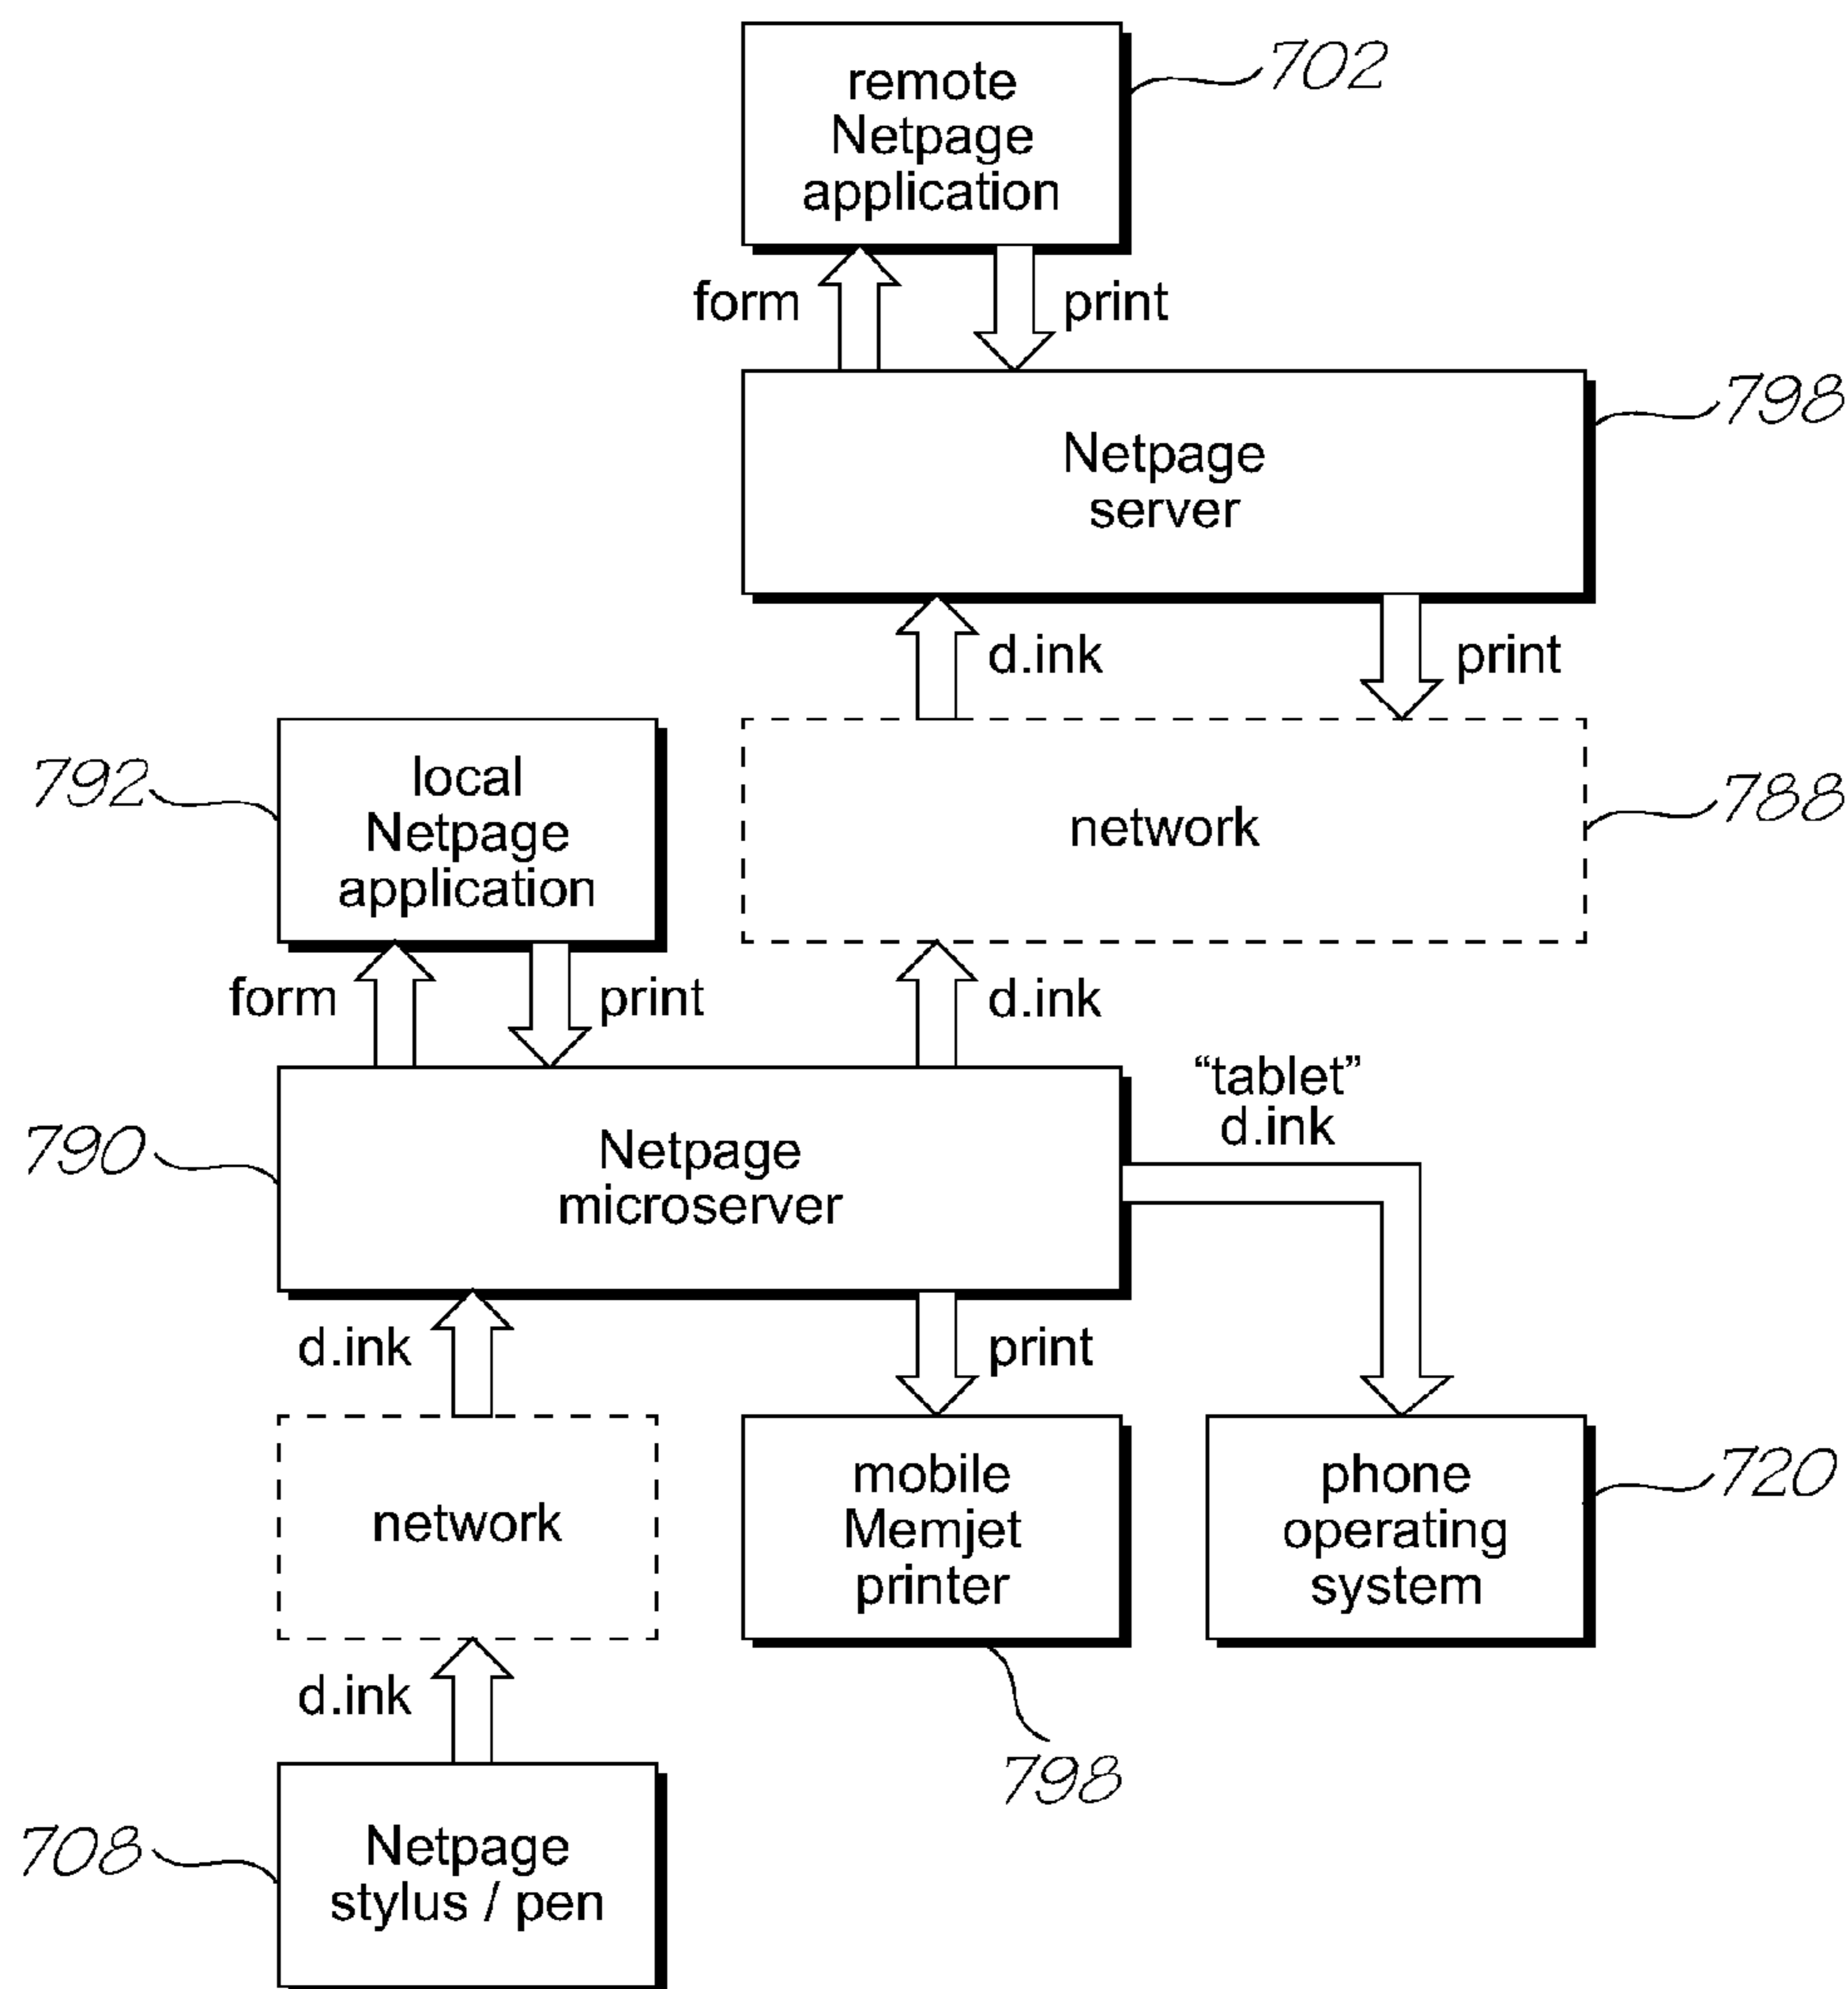 remote
Netpage
application
702
form
print
Netpage
server
798
d.ink
print
local
Netpage
application
792
network
788
form
print
d.ink
“tablet”
d.ink
Netpage
microserver
790
d.ink
print
network
mobile
Memjet
printer
798
phone
operating
system
720
d.ink
Netpage
stylus / pen
708